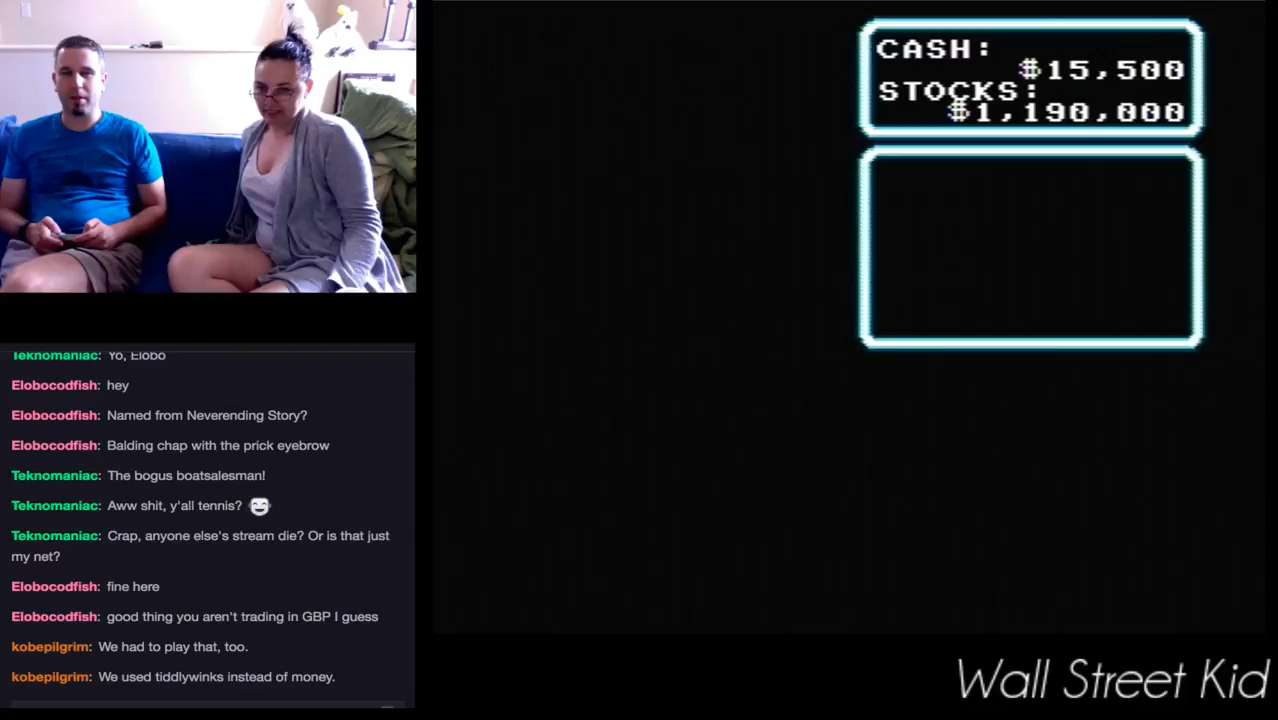 Teknomaniac: Yo, Elobo
Elobocodfish: hey
Elobocodfish: Named from Neverending Story?
Elobocodfish: Balding chap with the prick eyebrow
Teknomaniac: The bogus boatsalesman!
Teknomaniac: Aww shit, y'all tennis?
Teknomaniac: Crap, anyone else's stream die? Or is that just
my net?
Elobocodfish: fine here
Elobocodfish: good thing you aren't trading in GBP I guess
kobepilgrim: We had to play that, too.
kobepilgrim: We used tiddlywinks instead of money.
CASH:
$15,500
STOCKS:
$1,190,000
Wall Street Kid